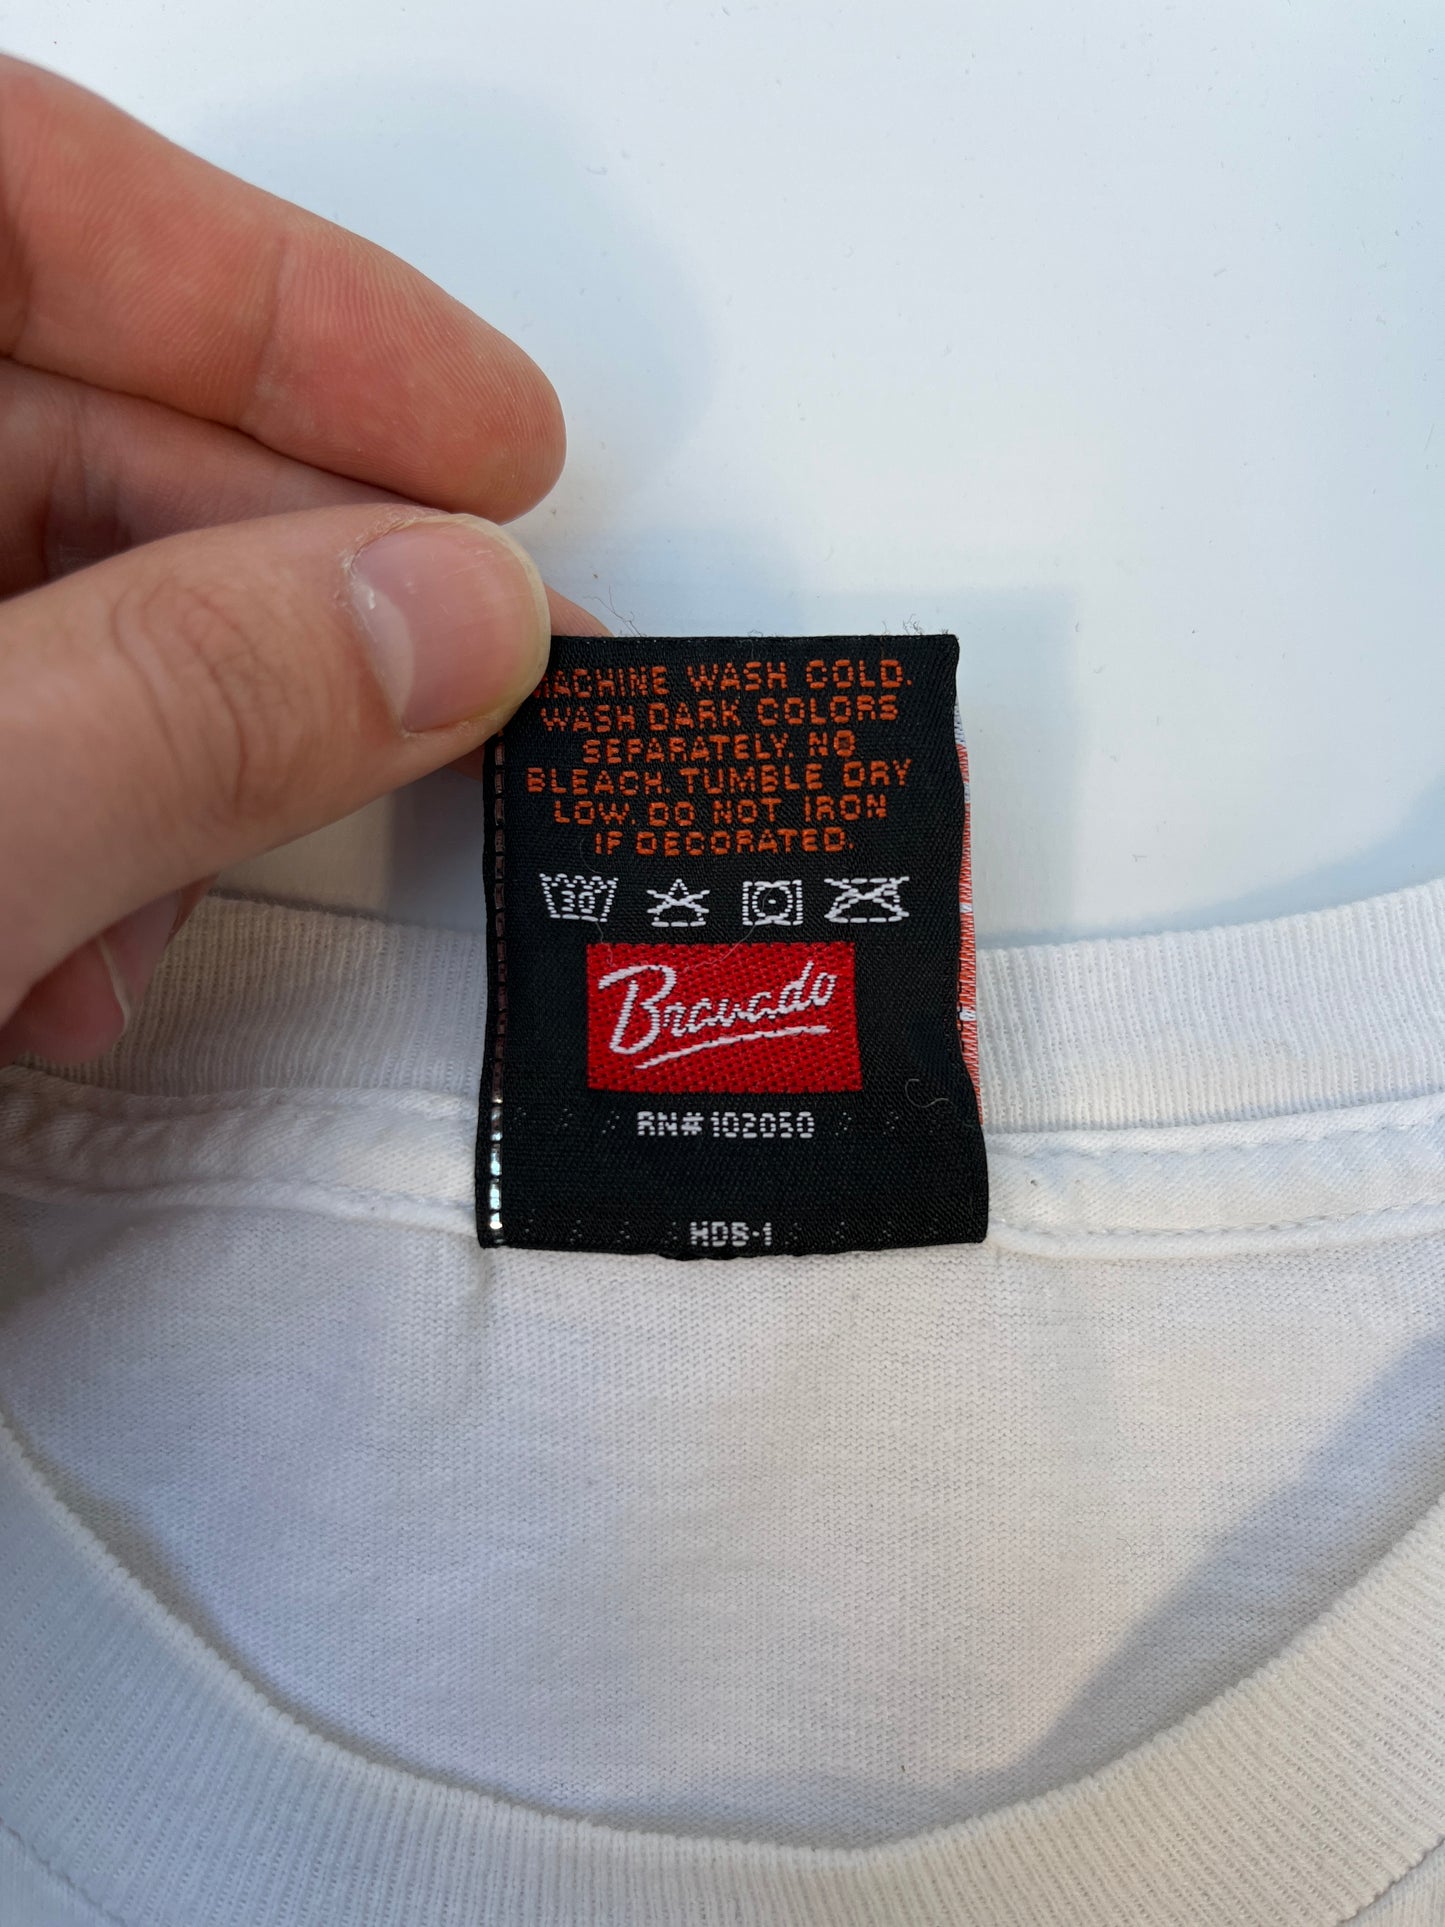 MACHINE WASH COLD.
WASH DARK COLORS
SEPARATELY. NO
BLEACH. TUMBLE DRY
LOW. DO NOT IRON
IF DECORATED.
30°
Bravado
RN# 102050
HDS-1